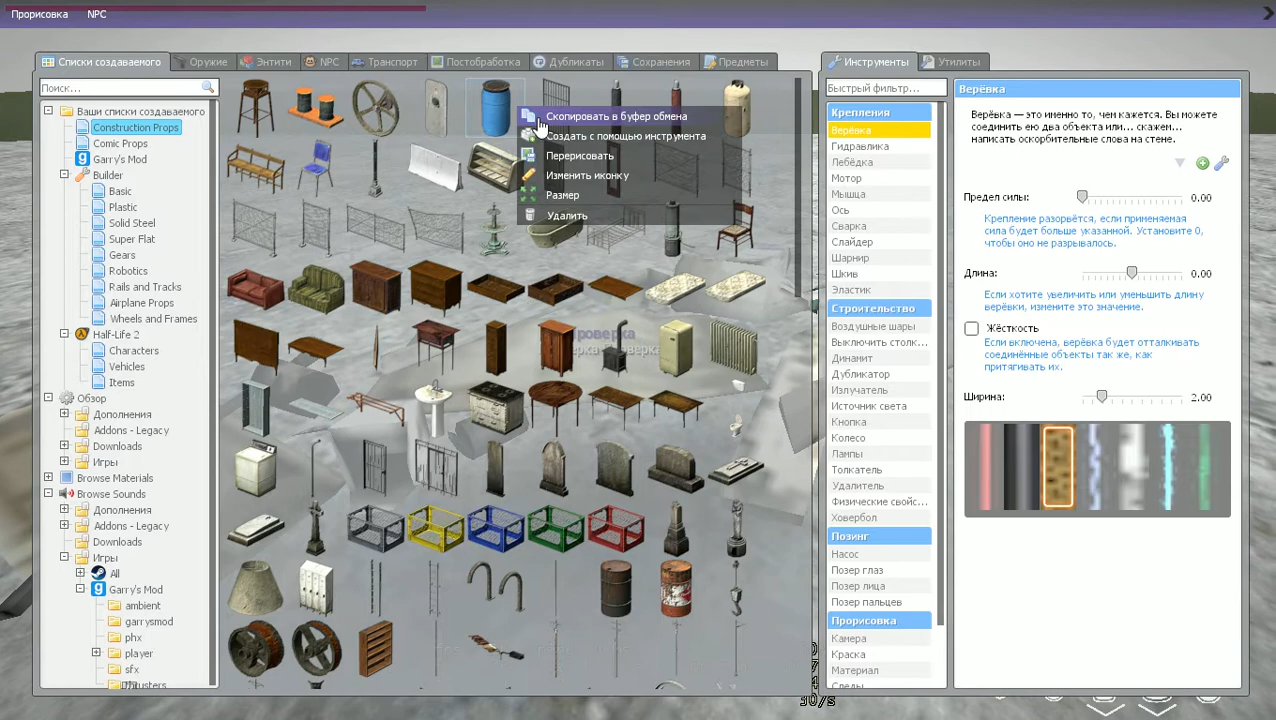 Прорисовка NPC
Списки создаваемого Оружие Энтити NPC Транспорт Постобработка Дубликаты Сохранения Предметы
Поиск...
Ваши списки создаваемого
Construction Props
Comic Props
Garry's Mod
Builder
Basic
Plastic
Solid Steel
Super Flat
Gears
Robotics
Rails and Tracks
Airplane Props
Wheels and Frames
Half-Life 2
Characters
Vehicles
Items
Обзор
Дополнения
Addons - Legacy
Downloads
Игры
Browse Materials
Browse Sounds
Дополнения
Addons - Legacy
Downloads
Игры
All
Garry's Mod
ambient
garrysmod
phx
player
sfx
thrusters
Скопировать в буфер обмена
Создать с помощью инструмента
Перерисовать
Изменить иконку
Размер
Удалить
Инструменты Утилиты
Быстрый фильтр...
Крепления
Верёвка
Гидравлика
Лебёдка
Мотор
Мышца
Ось
Сварка
Слайдер
Шарнир
Шкив
Эластик
Строительство
Воздушные шары
Выключить столк...
Динамит
Дубликатор
Излучатель
Источник света
Кнопка
Колесо
Лампы
Толкатель
Удалитель
Физические свойс...
Ховербол
Позинг
Насос
Позер глаз
Позер лица
Позер пальцев
Прорисовка
Камера
Краска
Материал
Следы
Верёвка
Верёвка — это именно то, чем кажется. Вы можете
соединить ею два объекта или... скажем...
написать оскорбительные слова на стене.
Предел силы: 0.00
Крепление разорвётся, если применяемая
сила будет больше указанной. Установите 0,
чтобы оно не разрывалось.
Длина: 0.00
Если хотите увеличить или уменьшить длину
верёвки, измените это значение.
Жёсткость
Если включена, верёвка будет отталкивать
соединённые объекты так же, как
притягивать их.
Ширина: 2.00